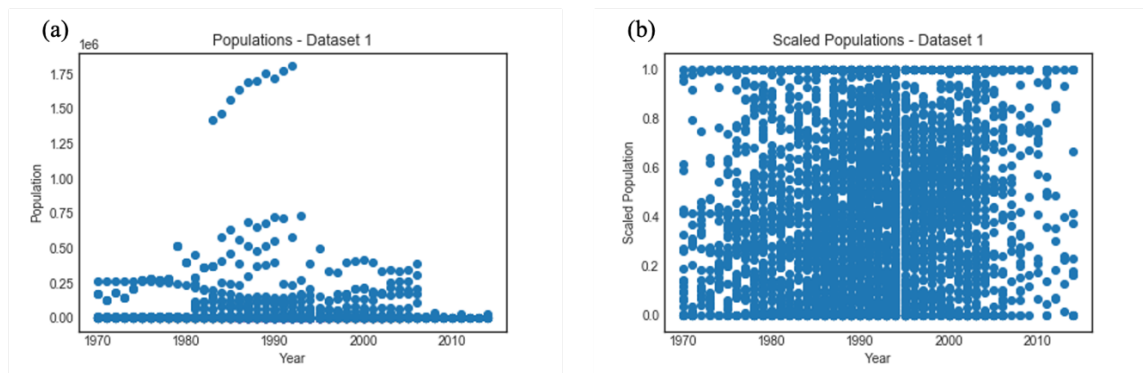 (a)
Populations - Dataset 1
1e6
1.75
1.50
1.25
1.00
0.75
0.50
0.25
0.00
Population
1970 1980 1990 2000 2010
Year
(b)
Scaled Populations - Dataset 1
1.0
0.8
0.6
0.4
0.2
0.0
Scaled Population
1970 1980 1990 2000 2010
Year